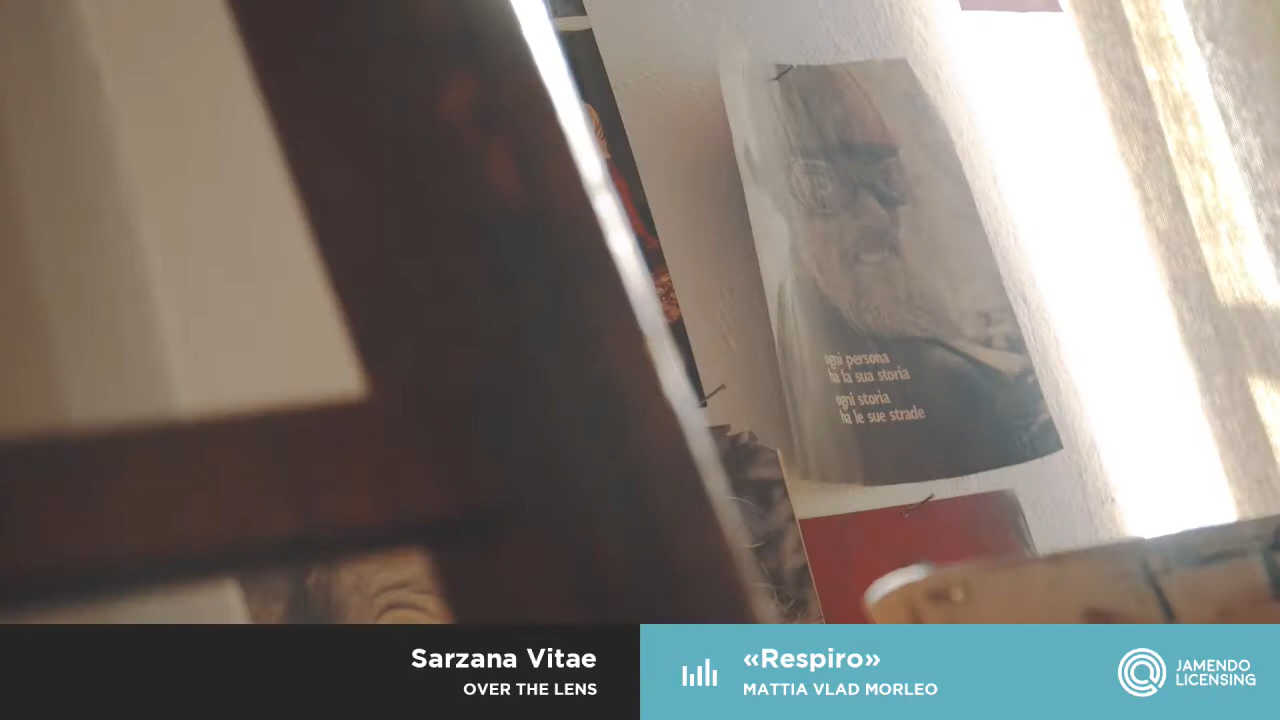 ogni persona
ha la sua storia
ogni storia
ha le sue strade
Sarzana Vitae
OVER THE LENS
«Respiro»
MATTIA VLAD MORLEO
JAMENDO
LICENSING